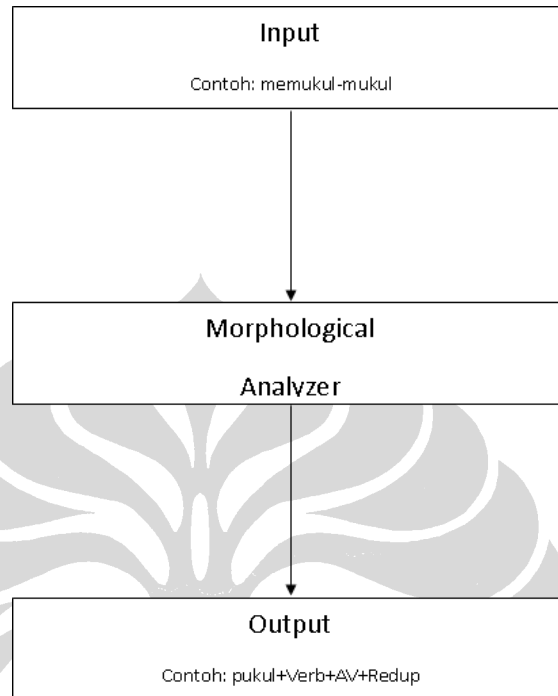 Input
Contoh: memukul-mukul
Morphological
Analyzer
Output
Contoh: pukul+Verb+AV+Redup